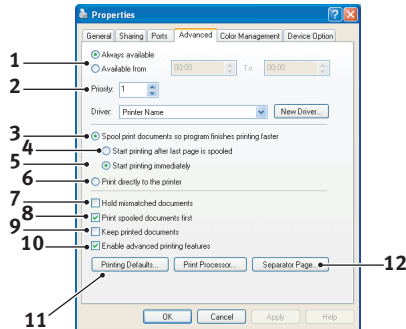 Properties
General Sharing Ports Advanced Color Management Device Option
1 Always available
Available from 00:00 To 00:00
2 Priority: 1
Driver: Printer Name New Driver...
3 Spool print documents so program finishes printing faster
4 Start printing after last page is spooled
5 Start printing immediately
6 Print directly to the printer
7 Hold mismatched documents
8 Print spooled documents first
9 Keep printed documents
10 Enable advanced printing features
Printing Defaults... Print Processor... Separator Page... 12
11
OK Cancel Apply Help